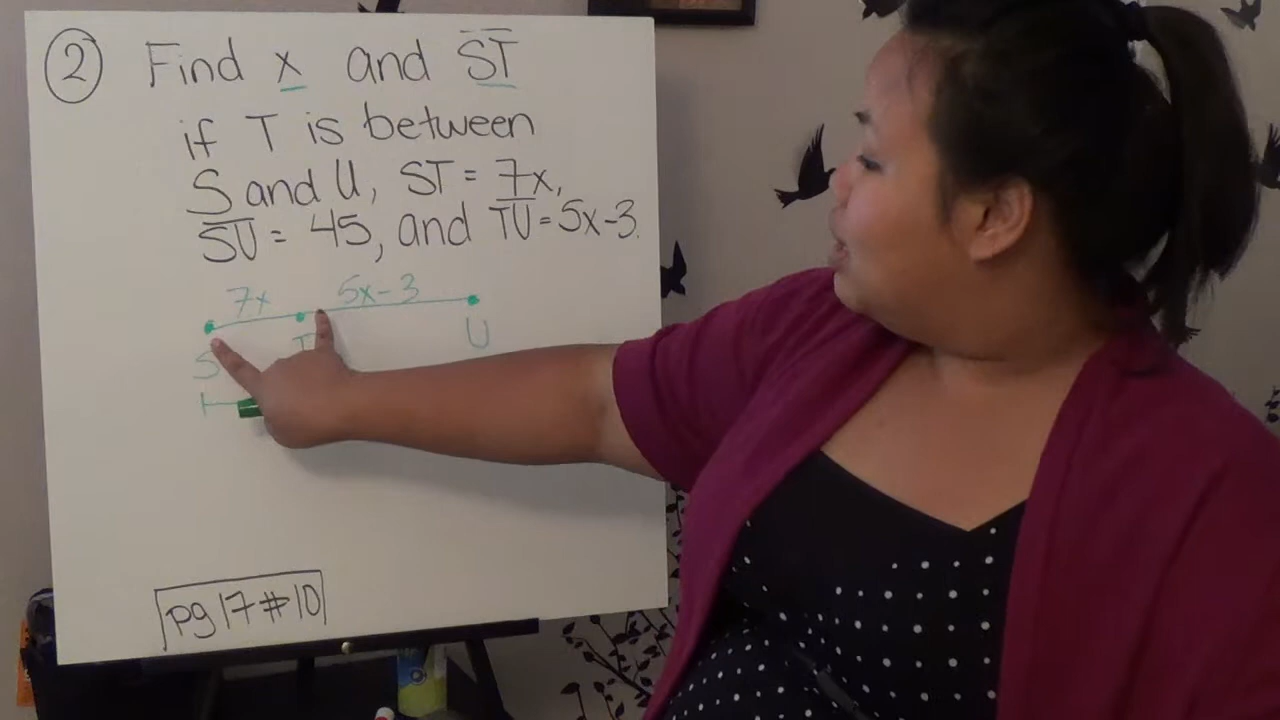 2 Find x and ST
if T is between
S and U, ST = 7x,
SU = 45, and TU = 5x-3.
7x 5x-3
S T U
pg 17 #10